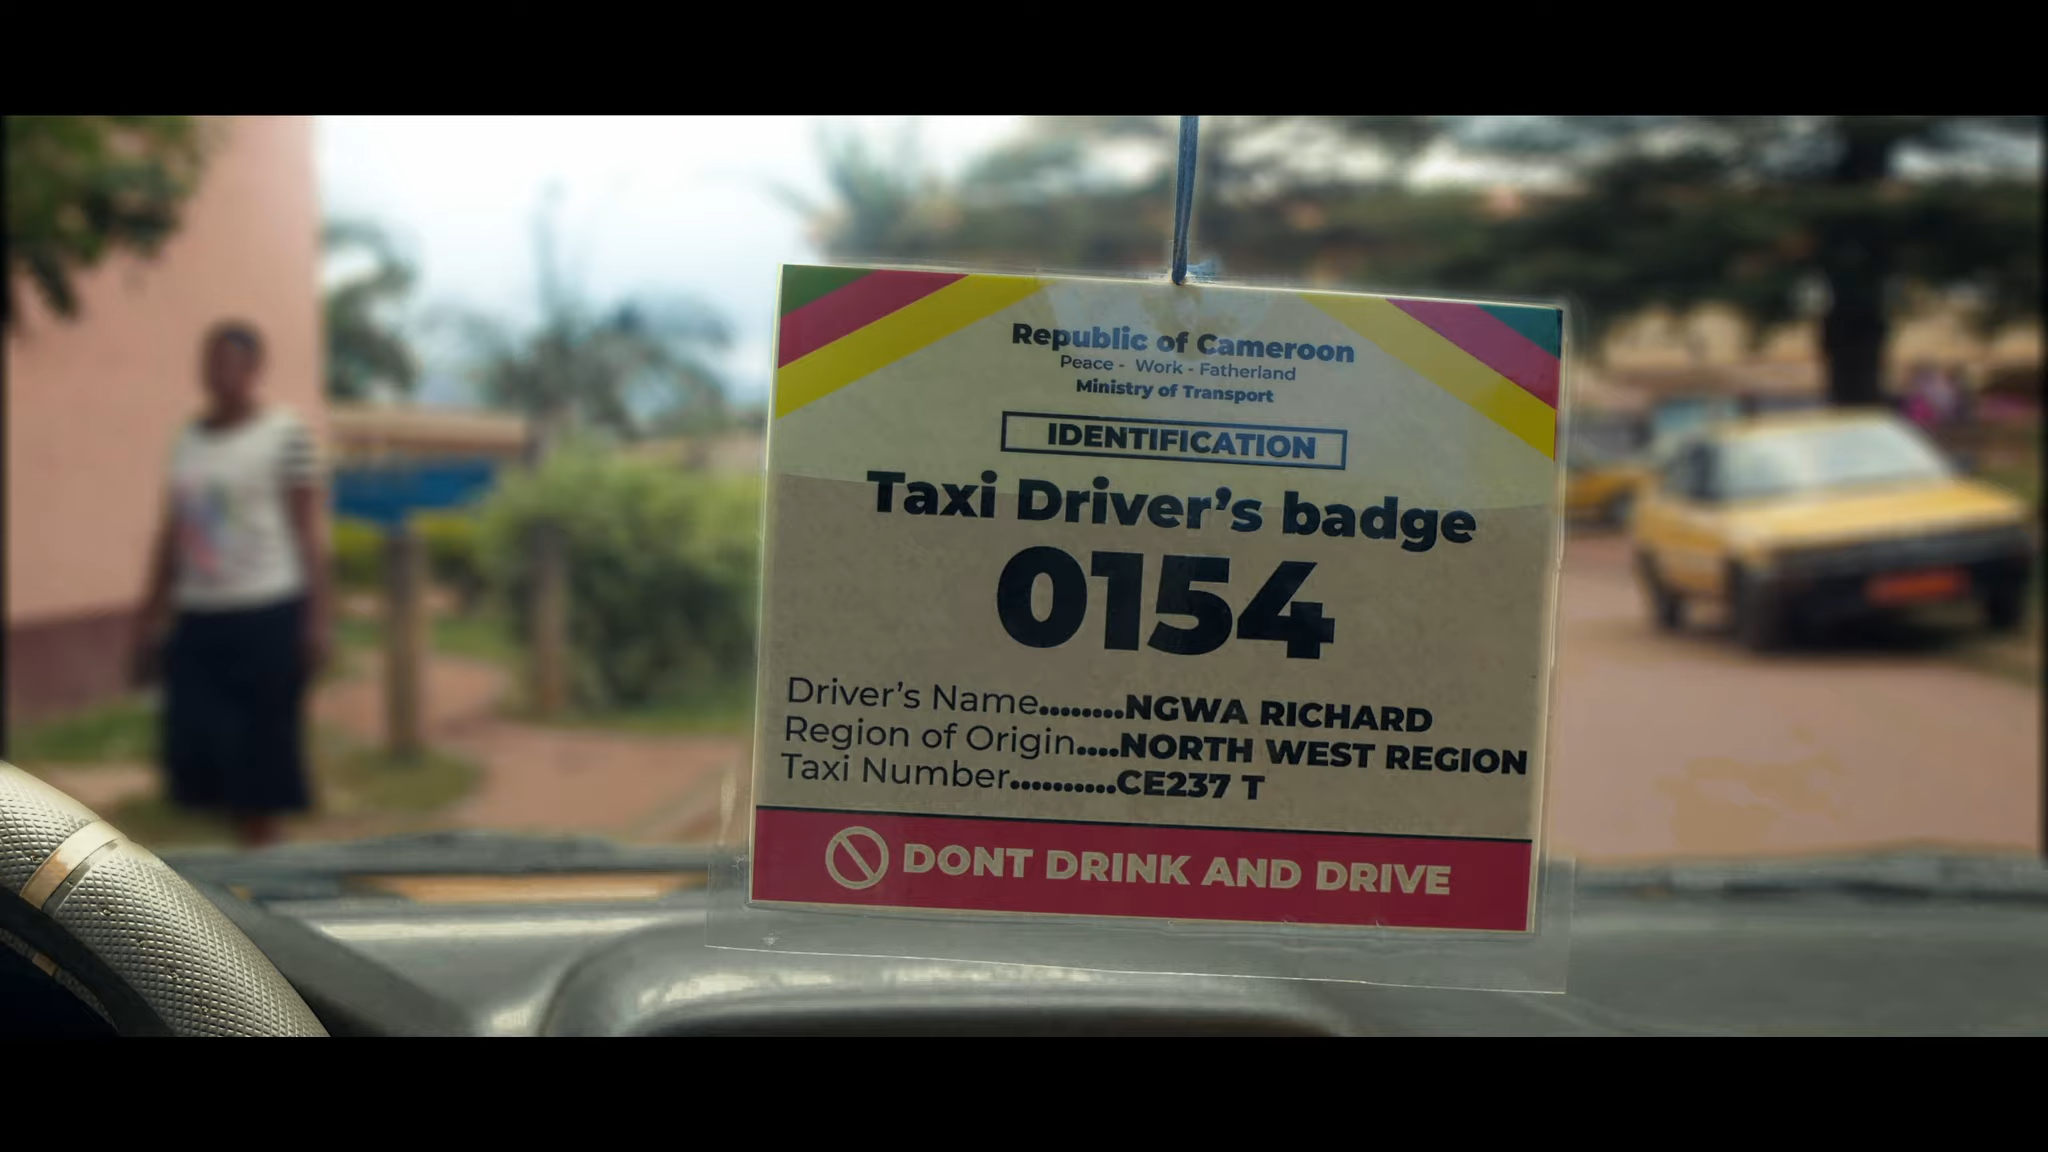 Republic of Cameroon
Peace - Work - Fatherland
Ministry of Transport
IDENTIFICATION
Taxi Driver's badge
0154
Driver's Name........NGWA RICHARD
Region of Origin....NORTH WEST REGION
Taxi Number..........CE237 T
DONT DRINK AND DRIVE